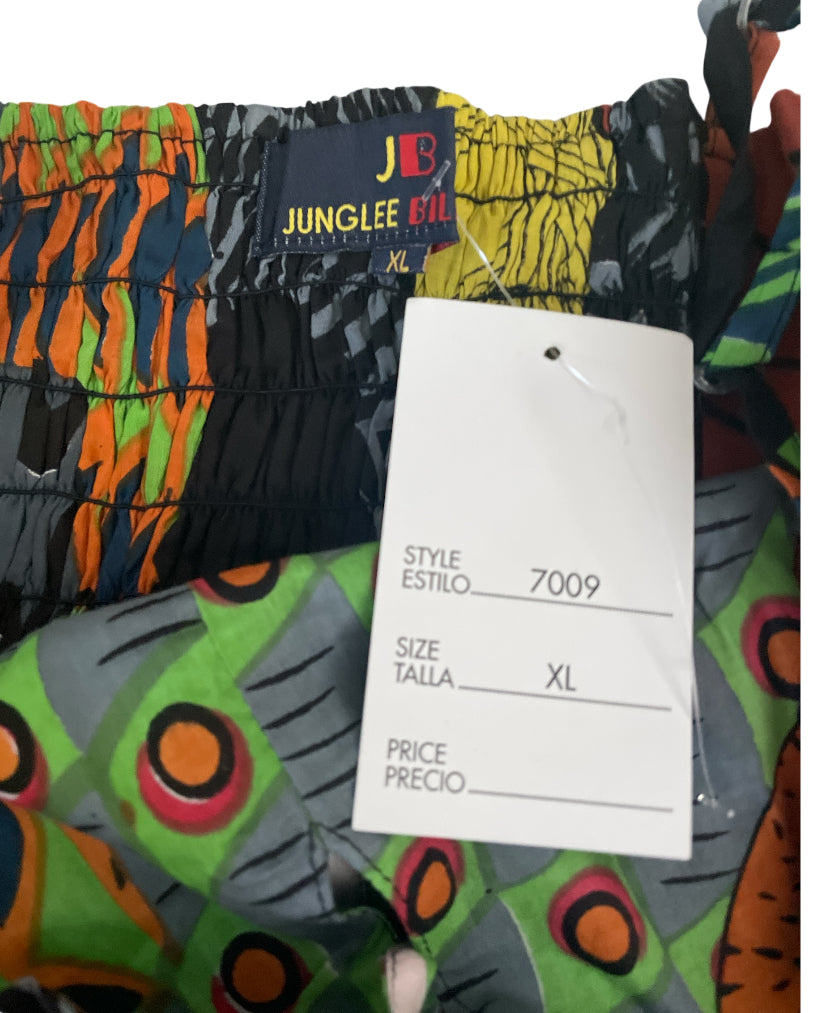 JB
JUNGLEE BIL
XL
STYLE
ESTILO 7009
SIZE
TALLA XL
PRICE
PRECIO